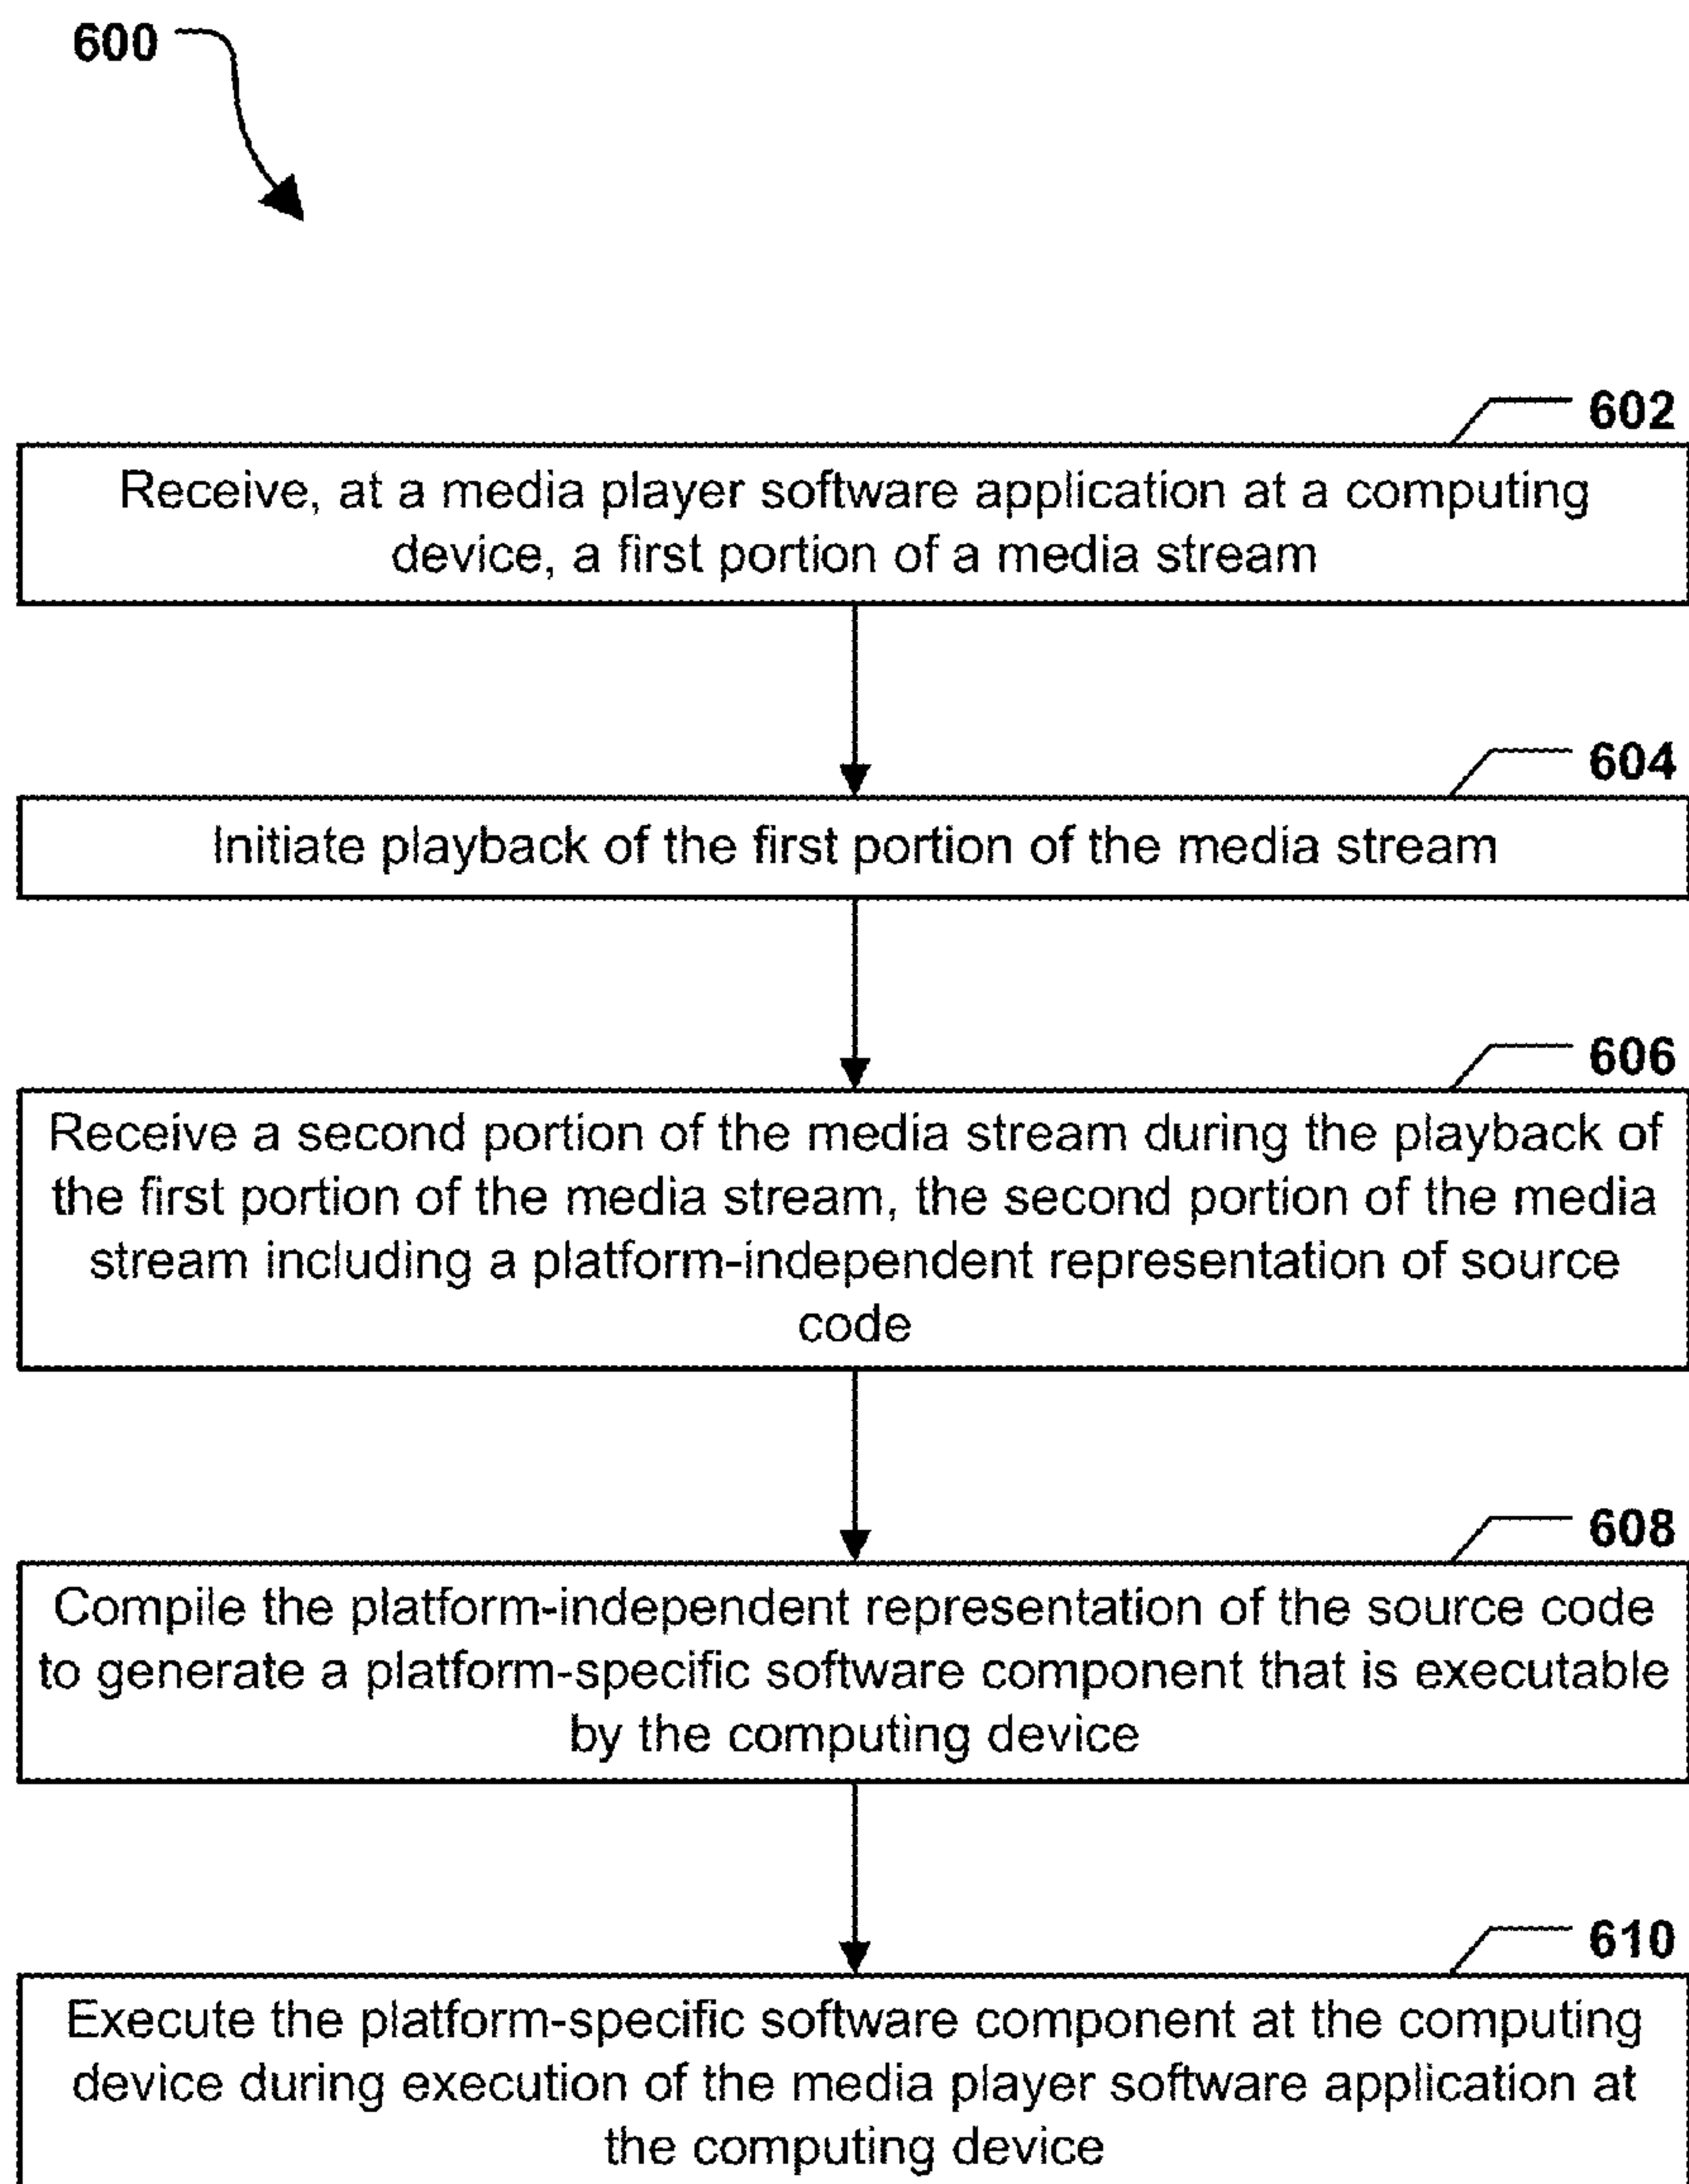 600
602
Receive, at a media player software application at a computing
device, a first portion of a media stream
604
Initiate playback of the first portion of the media stream
606
Receive a second portion of the media stream during the playback of
the first portion of the media stream, the second portion of the media
stream including a platform-independent representation of source
code
608
Compile the platform-independent representation of the source code
to generate a platform-specific software component that is executable
by the computing device
610
Execute the platform-specific software component at the computing
device during execution of the media player software application at
the computing device